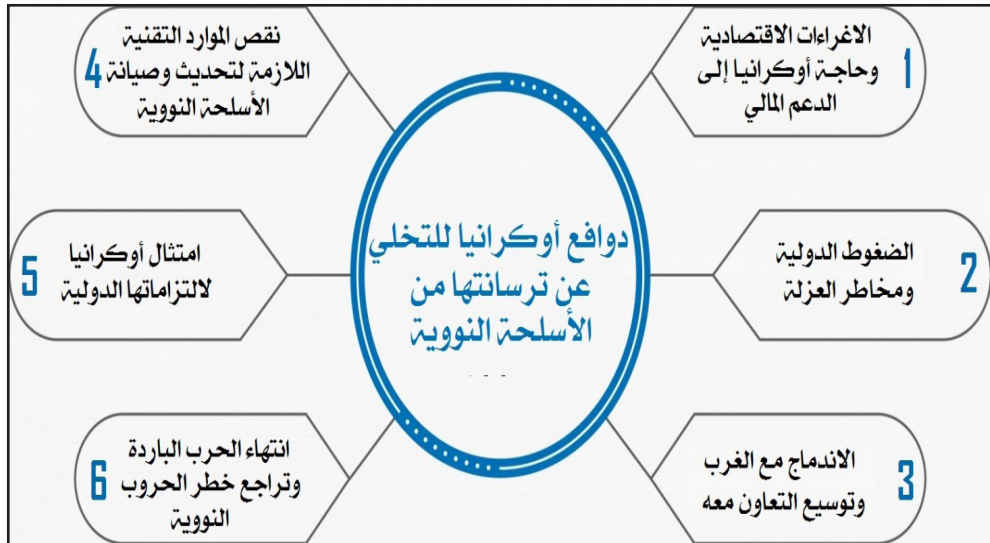 دوافع أوكرانيا للتخلي
عن ترسانتها من
الأسلحة النووية
1
الاغراءات الاقتصادية
وحاجة أوكرانيا إلى
الدعم المالي
2
الضغوط الدولية
ومخاطر العزلة
3
الاندماج مع الغرب
وتوسيع التعاون معه
4
نقص الموارد التقنية
اللازمة لتحديث وصيانة
الأسلحة النووية
5
امتثال أوكرانيا
لالتزاماتها الدولية
6
انتهاء الحرب الباردة
وتراجع خطر الحروب
النووية